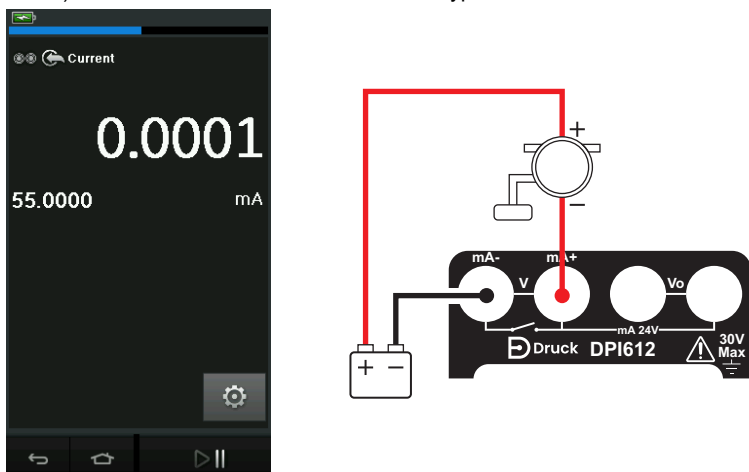 Current
0.0001
55.0000 mA
+
−
mA- mA+
V Vo
mA 24V
Druck DPI612
30V
Max
+ −